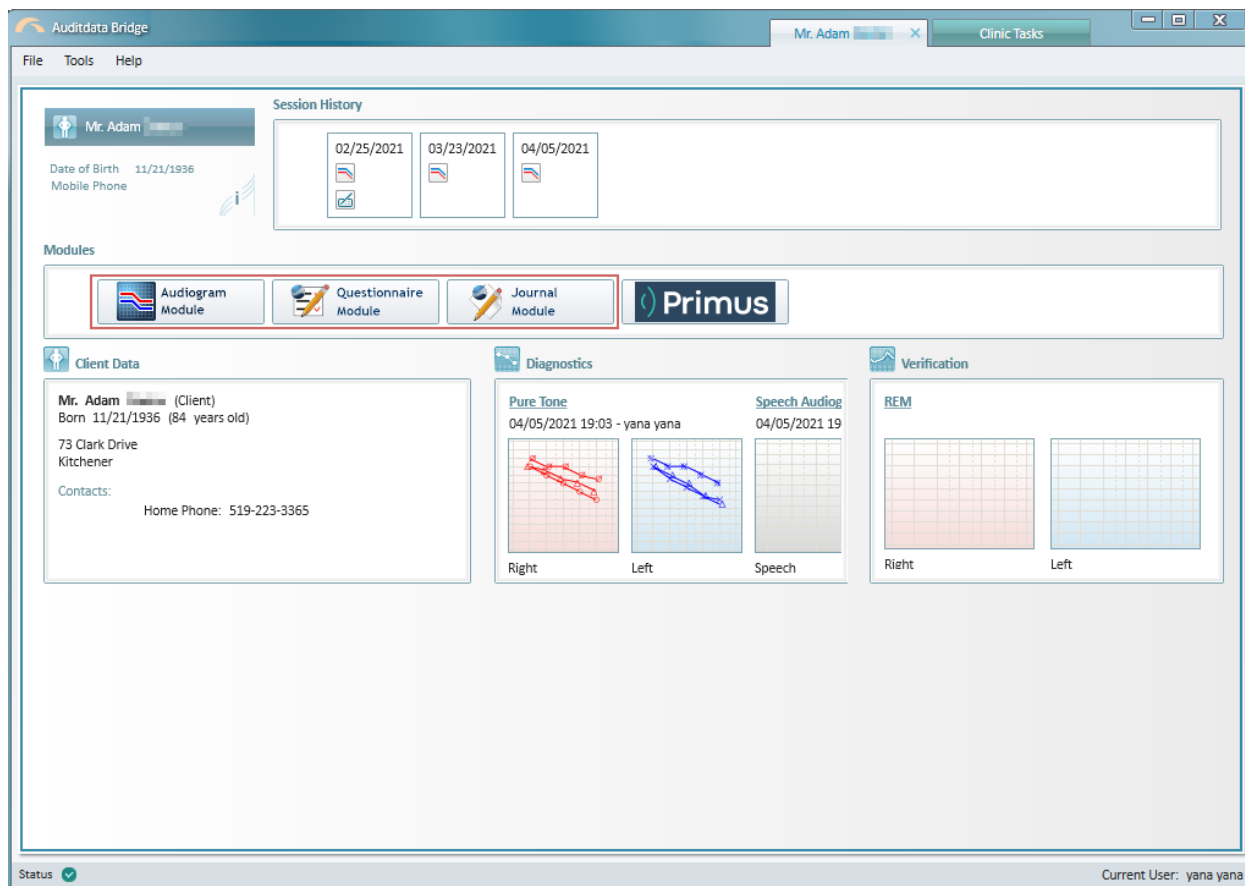 Auditdata Bridge
Mr. Adam
Clinic Tasks
File Tools Help
Session History
Mr. Adam
Date of Birth 11/21/1936
Mobile Phone
i
02/25/2021
03/23/2021
04/05/2021
Modules
Audiogram
Module
Questionnaire
Module
Journal
Module
Primus
Client Data
Mr. Adam (Client)
Born 11/21/1936 (84 years old)
73 Clark Drive
Kitchener
Contacts:
Home Phone: 519-223-3365
Diagnostics
Pure Tone
04/05/2021 19:03 - yana yana
Right
Left
Speech Audiog
04/05/2021 19
Speech
Verification
REM
Right
Left
Status
Current User: yana yana